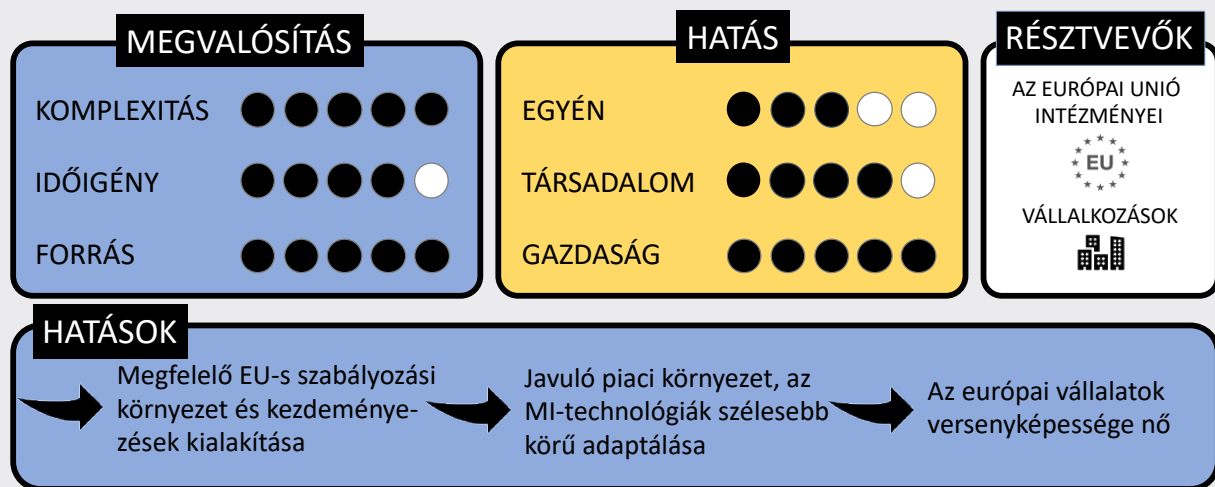 MEGVALÓSÍTÁS
KOMPLEXITÁS
IDŐIGÉNY
FORRÁS
HATÁS
EGYÉN
TÁRSADALOM
GAZDASÁG
RÉSZTVEVŐK
AZ EURÓPAI UNIÓ
INTÉZMÉNYEI
EU
VÁLLALKOZÁSOK
HATÁSOK
Megfelelő EU-s szabályozási
környezet és kezdeménye-
zések kialakítása
Javuló piaci környezet, az
MI-technológiák szélesebb
körű adaptálása
Az európai vállalatok
versenyképessége nő